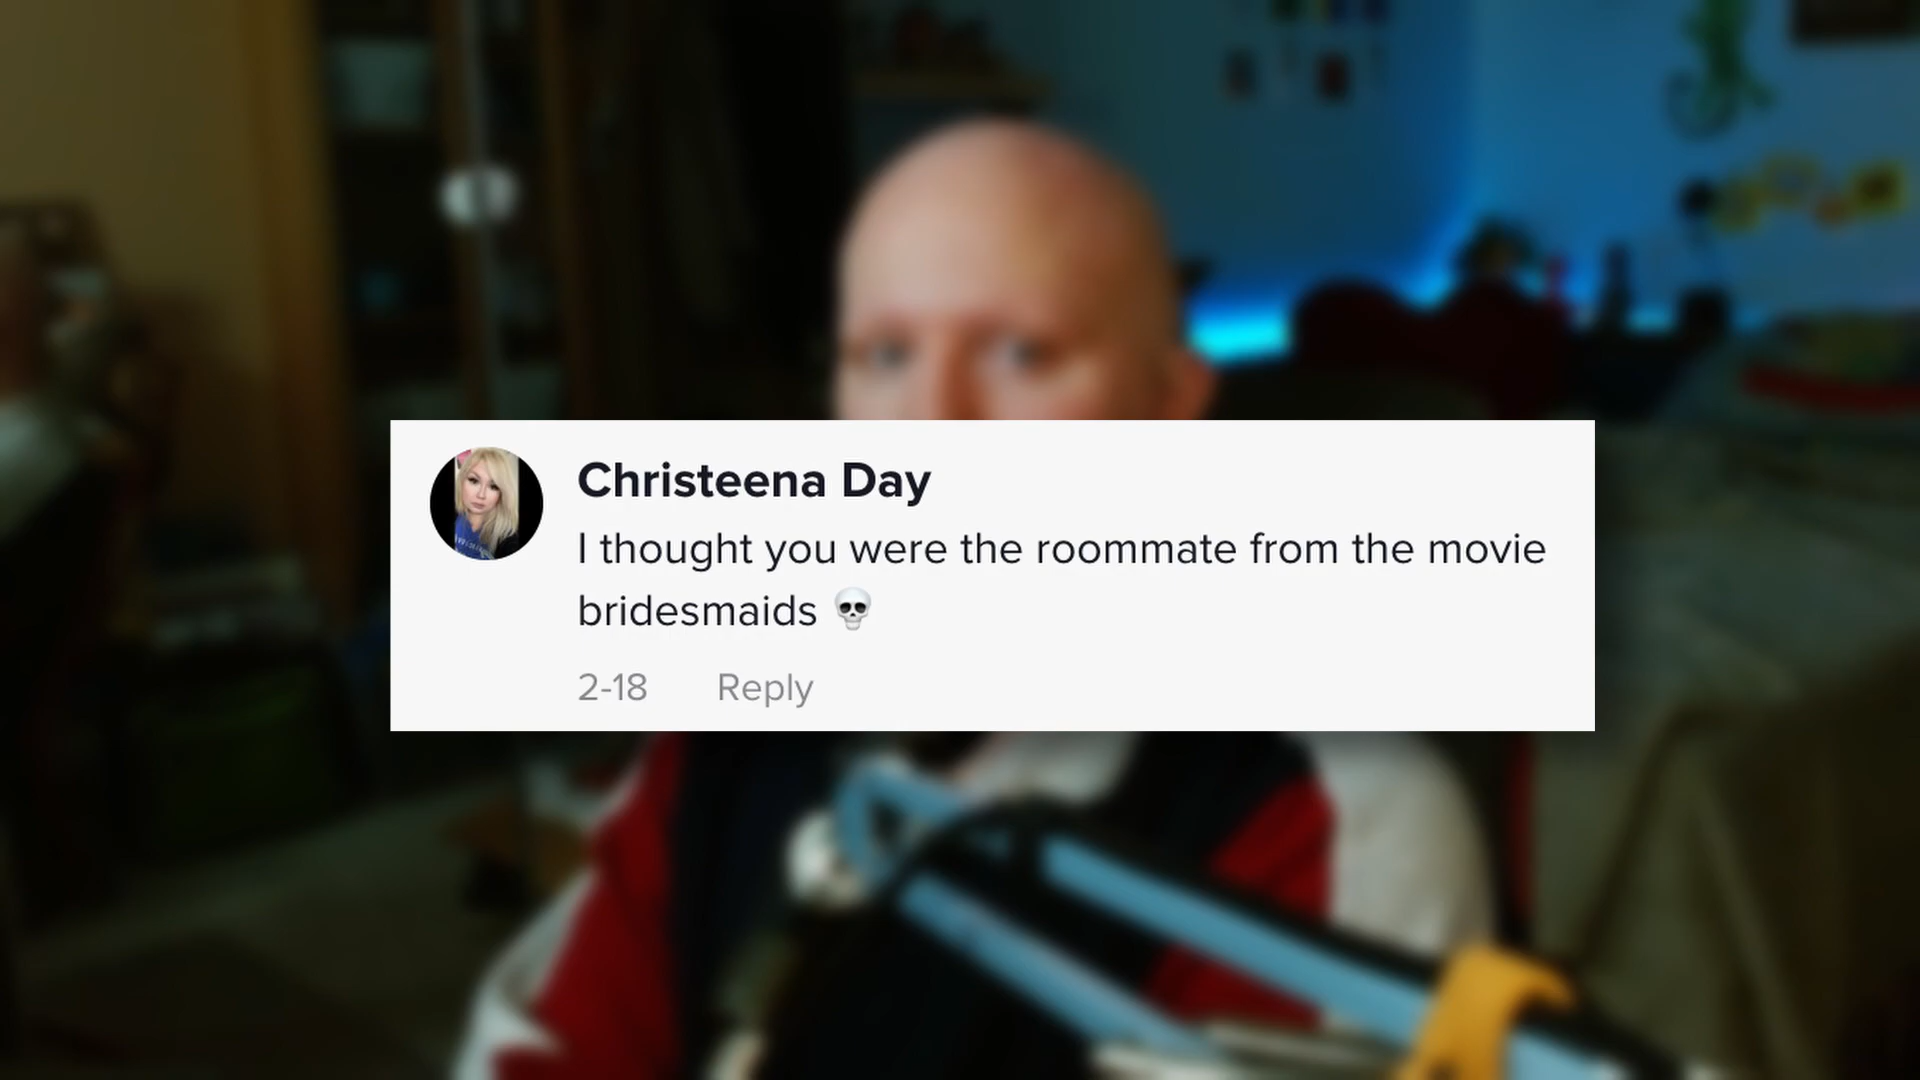 Christeena Day
I thought you were the roommate from the movie
bridesmaids 💀
2-18 Reply